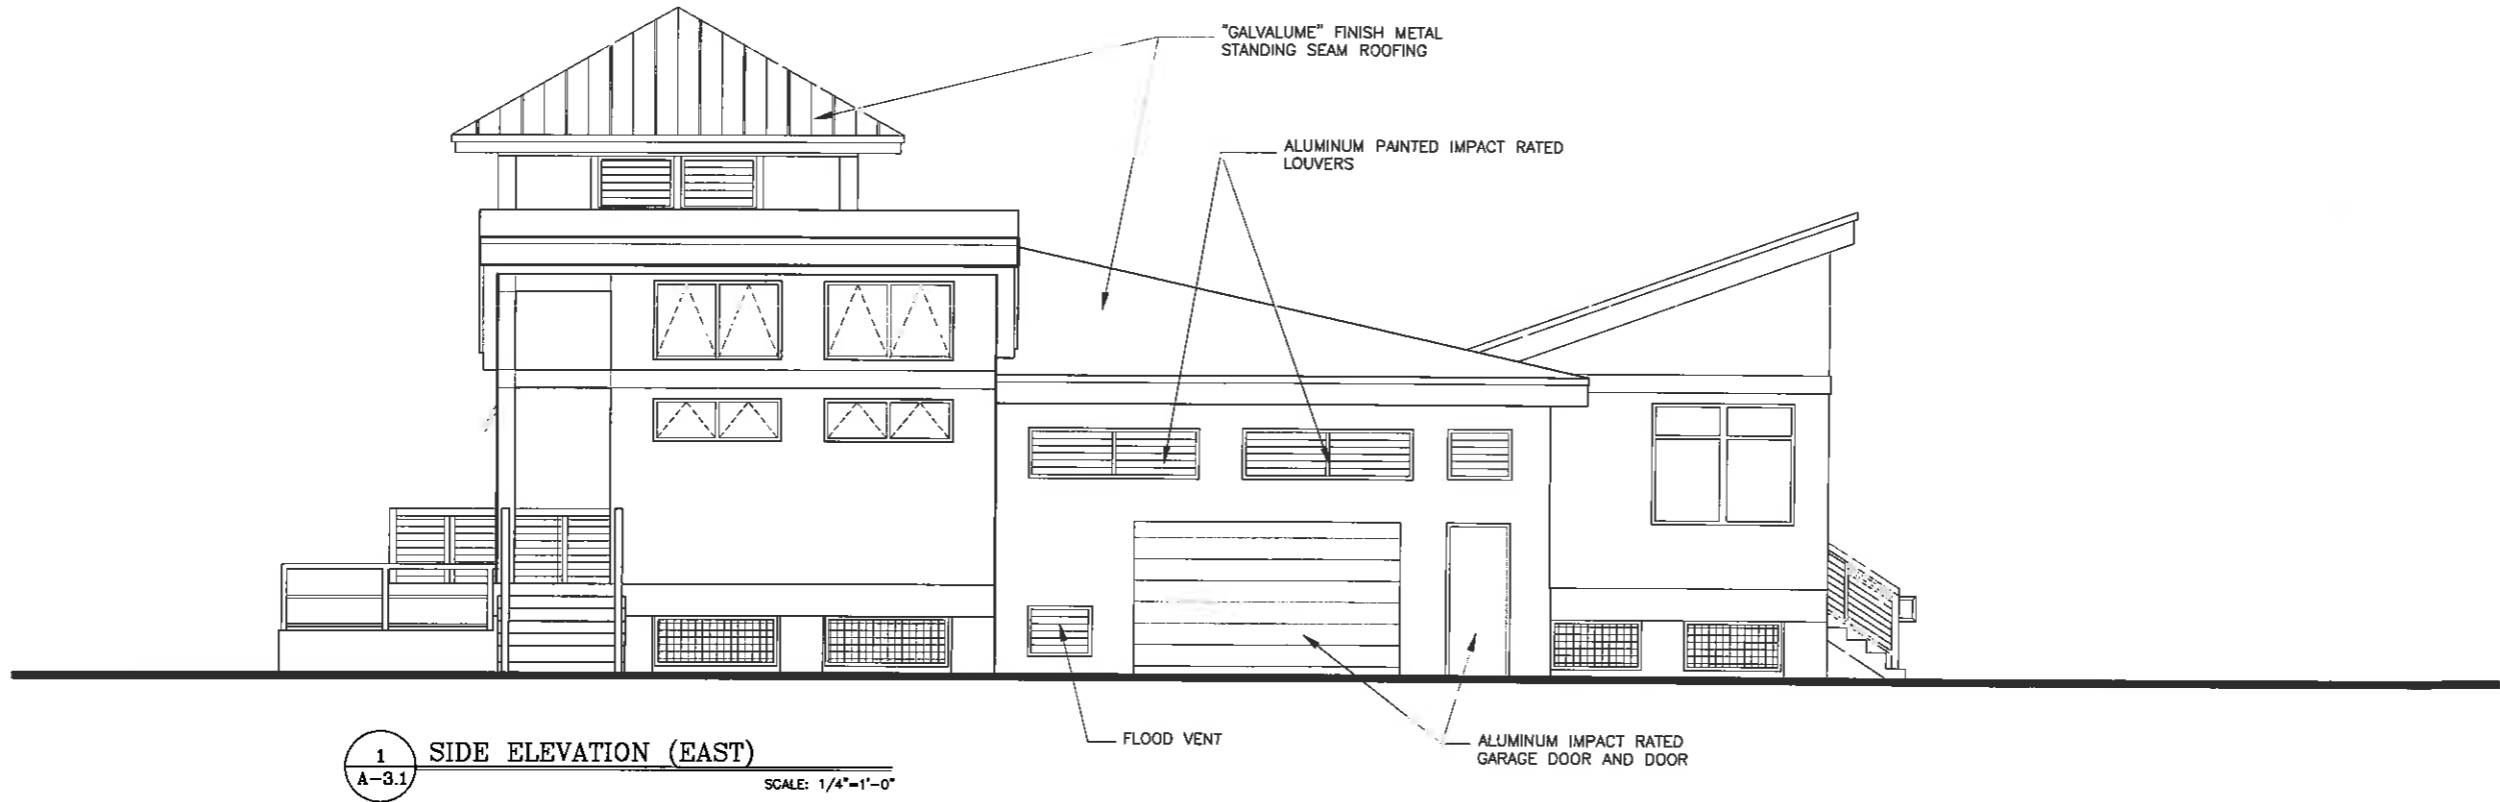 "GALVALUME" FINISH METAL
STANDING SEAM ROOFING
ALUMINUM PAINTED IMPACT RATED
LOUVERS
FLOOD VENT
ALUMINUM IMPACT RATED
GARAGE DOOR AND DOOR
1
A-3.1
SIDE ELEVATION (EAST)
SCALE: 1/4"=1'-0"